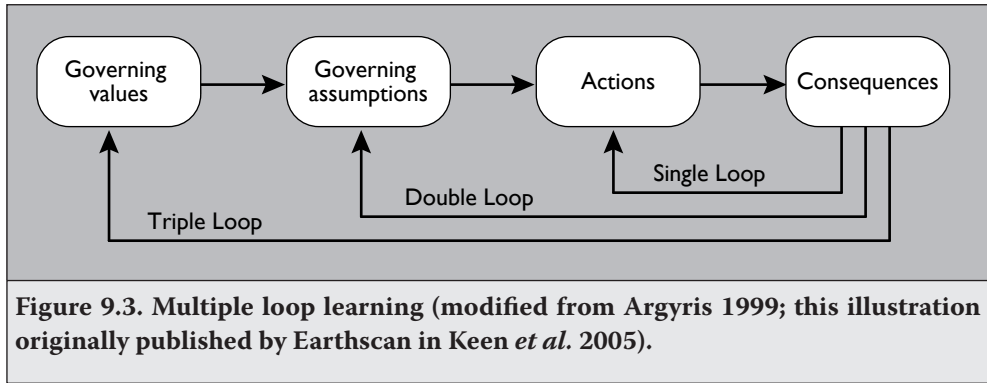 Governing
values
Governing
assumptions
Actions
Consequences
Single Loop
Double Loop
Triple Loop
Figure 9.3. Multiple loop learning (modified from Argyris 1999; this illustration
originally published by Earthscan in Keen et al. 2005).